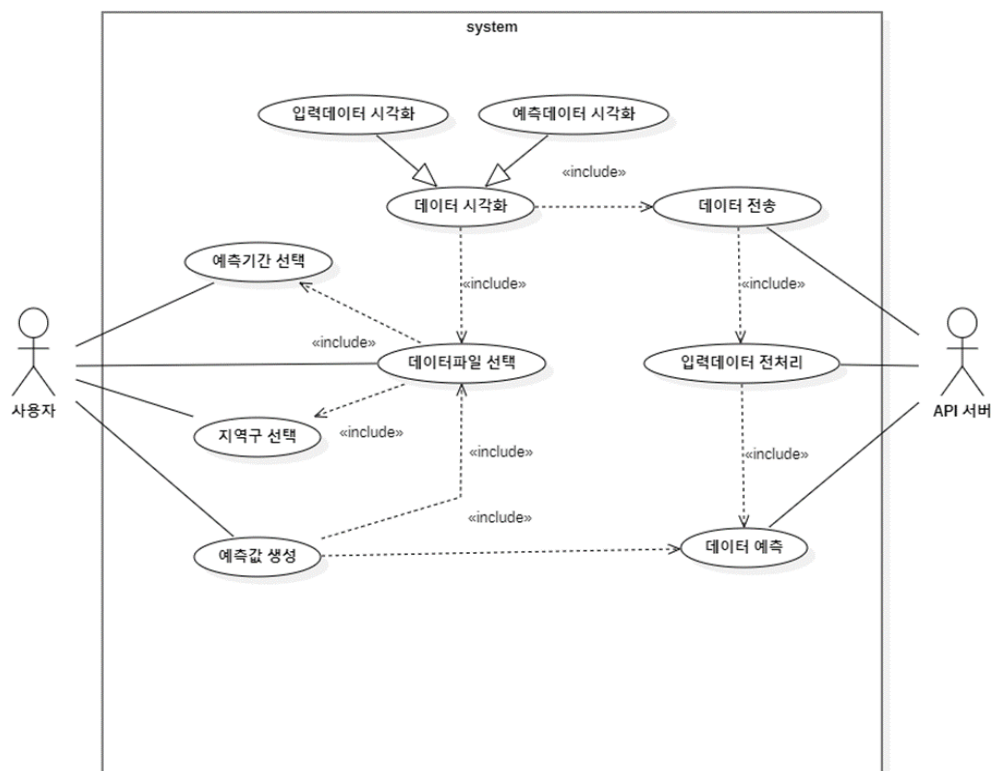 system
입력데이터 시각화
예측데이터 시각화
«include»
데이터 시각화
데이터 전송
예측기간 선택
«include»
«include»
«include»
데이터파일 선택
입력데이터 전처리
사용자
API 서버
지역구 선택
«include»
«include»
«include»
«include»
예측값 생성
데이터 예측